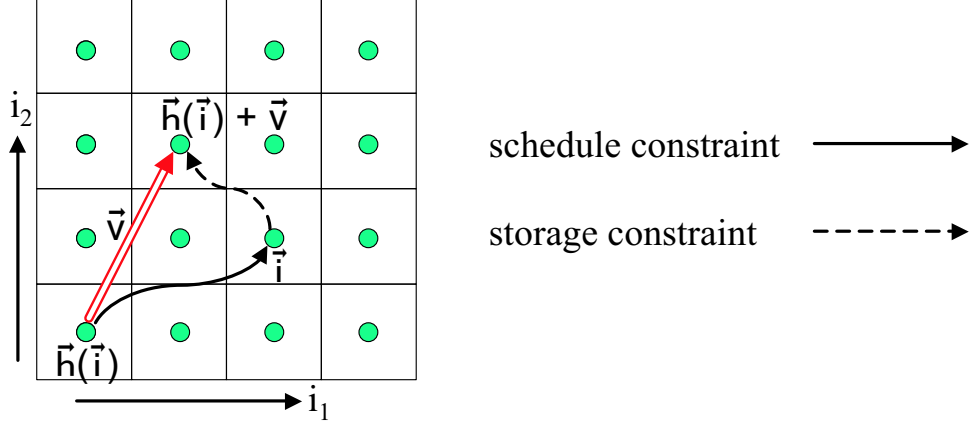 i₂
h⃗(i⃗) + v⃗
v⃗
i⃗
h⃗(i⃗)
i₁
schedule constraint
storage constraint